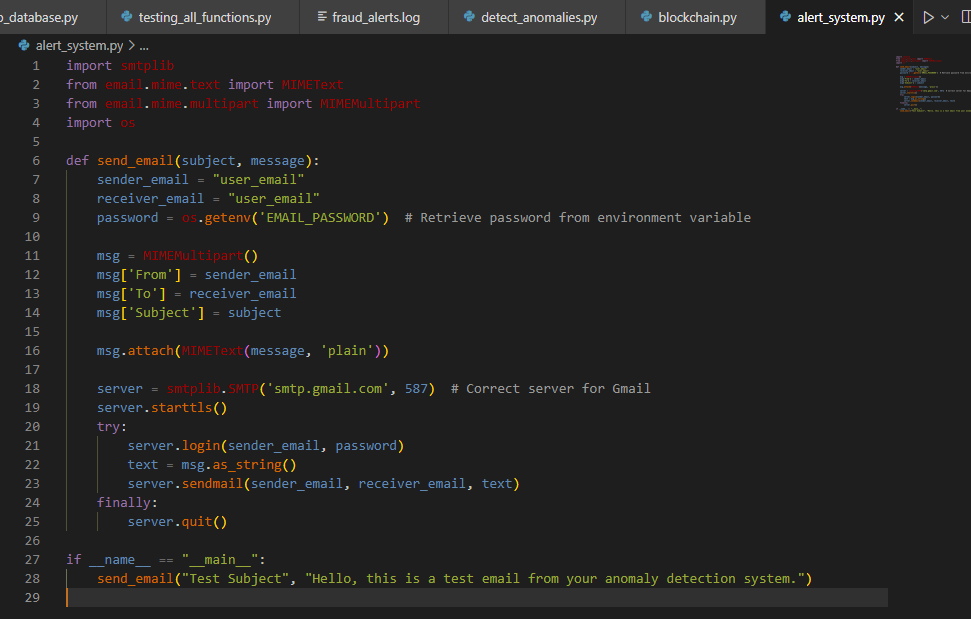 o_database.py testing_all_functions.py fraud_alerts.log detect_anomalies.py blockchain.py alert_system.py
alert_system.py > ...
1 import smtplib
2 from email.mime.text import MIMEText
3 from email.mime.multipart import MIMEMultipart
4 import os
5
6 def send_email(subject, message):
7     sender_email = "user_email"
8     receiver_email = "user_email"
9     password = os.getenv('EMAIL_PASSWORD')  # Retrieve password from environment variable
10
11     msg = MIMEMultipart()
12     msg['From'] = sender_email
13     msg['To'] = receiver_email
14     msg['Subject'] = subject
15
16     msg.attach(MIMEText(message, 'plain'))
17
18     server = smtplib.SMTP('smtp.gmail.com', 587)  # Correct server for Gmail
19     server.starttls()
20     try:
21         server.login(sender_email, password)
22         text = msg.as_string()
23         server.sendmail(sender_email, receiver_email, text)
24     finally:
25         server.quit()
26
27 if __name__ == "__main__":
28     send_email("Test Subject", "Hello, this is a test email from your anomaly detection system.")
29